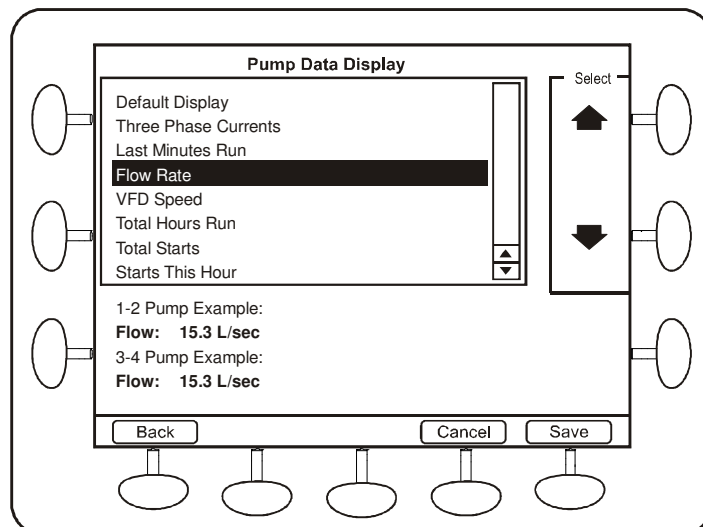 Pump Data Display
Select
Default Display
Three Phase Currents
Last Minutes Run
Flow Rate
VFD Speed
Total Hours Run
Total Starts
Starts This Hour
1-2 Pump Example:
Flow: 15.3 L/sec
3-4 Pump Example:
Flow: 15.3 L/sec
Back Cancel Save